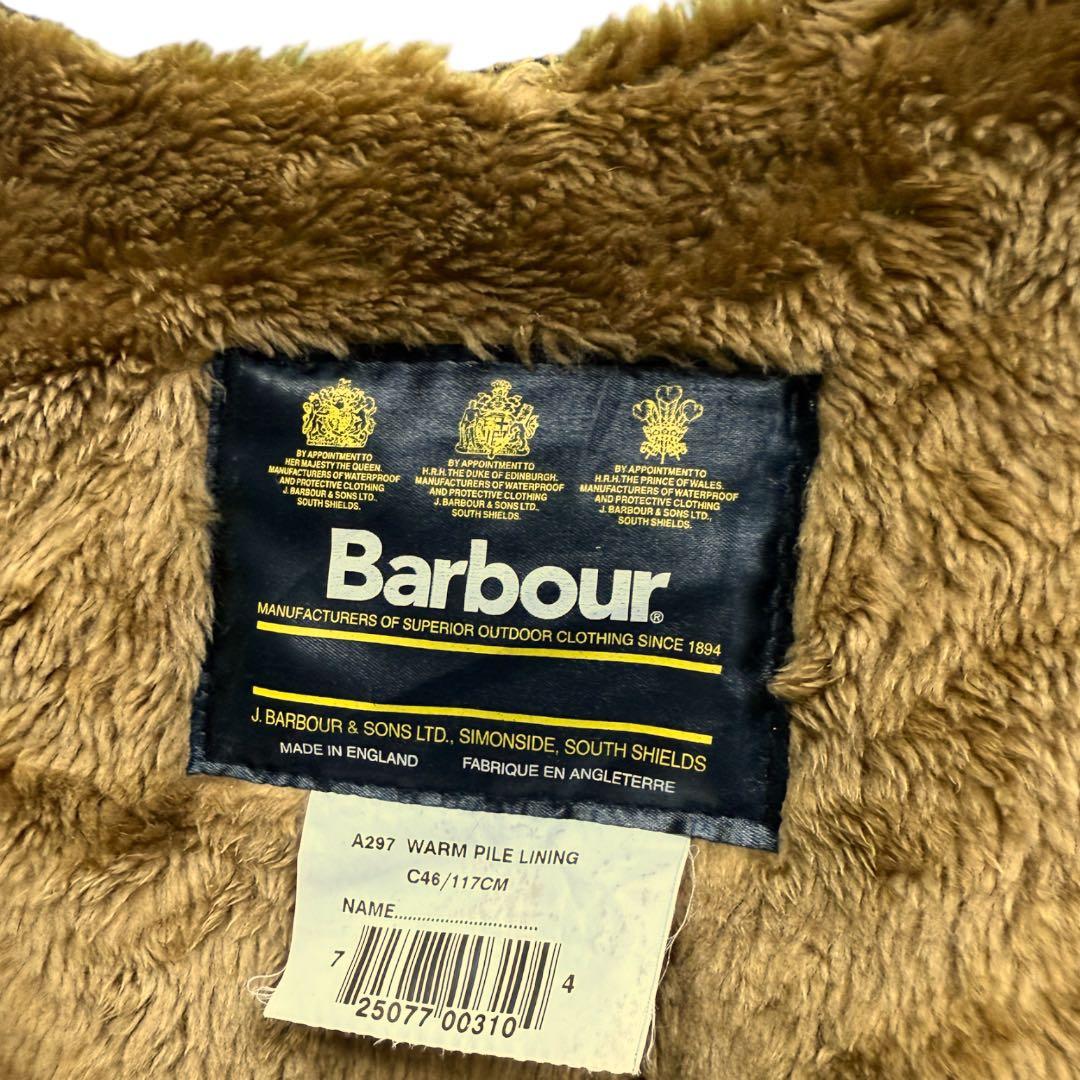 BY APPOINTMENT TO
HER MAJESTY THE QUEEN.
MANUFACTURERS OF WATERPROOF
AND PROTECTIVE CLOTHING
J. BARBOUR & SONS LTD.
SOUTH SHIELDS.
BY APPOINTMENT TO
H.R.H. THE DUKE OF EDINBURGH.
MANUFACTURERS OF WATERPROOF
AND PROTECTIVE CLOTHING
J. BARBOUR & SONS LTD.
SOUTH SHIELDS.
BY APPOINTMENT TO
H.R.H. THE PRINCE OF WALES.
MANUFACTURERS OF WATERPROOF
AND PROTECTIVE CLOTHING
J. BARBOUR & SONS LTD.,
SOUTH SHIELDS.
Barbour®
MANUFACTURERS OF SUPERIOR OUTDOOR CLOTHING SINCE 1894
J. BARBOUR & SONS LTD., SIMONSIDE, SOUTH SHIELDS
MADE IN ENGLAND FABRIQUE EN ANGLETERRE
A297 WARM PILE LINING
C46/117CM
NAME..............................
7 25077 00310 4